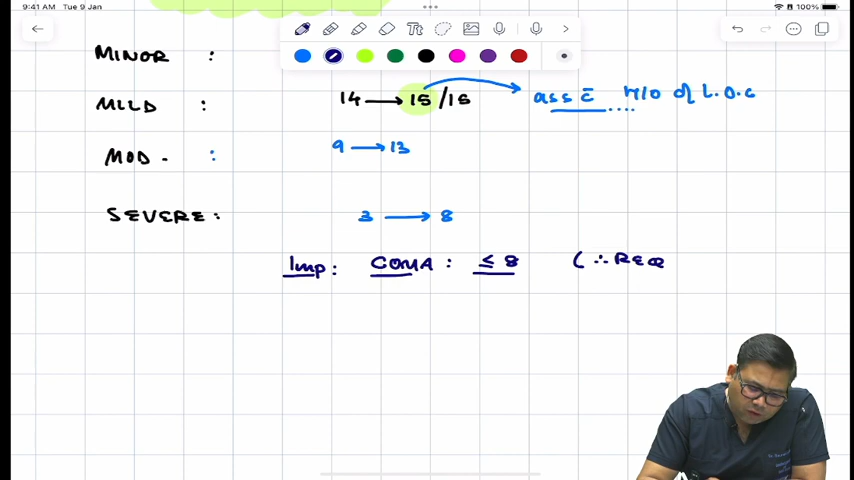 9:41 AM Tue 9 Jan
100%
MINOR :
MILD : 14 → 15/15 → ass c̄ H/O of L.O.C ....
MOD - : 9 → 13
SEVERE : 3 → 8
Imp : COMA : ≤ 8 ( ∴ REQ